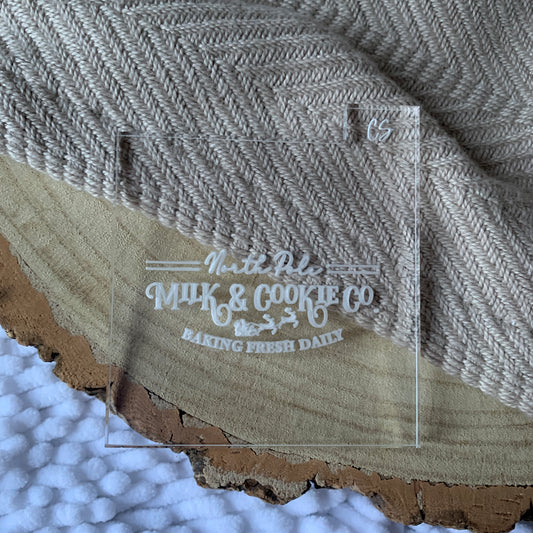 CS
North Pole
MILK & COOKIE CO
BAKING FRESH DAILY